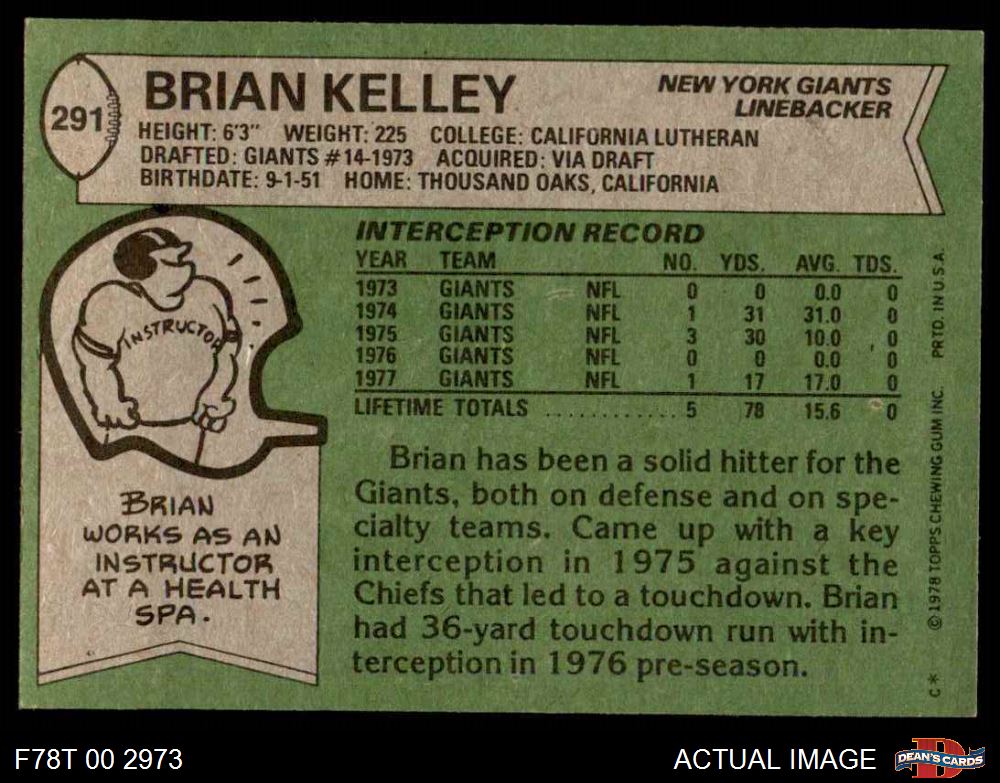 291
BRIAN KELLEY
NEW YORK GIANTS
LINEBACKER
HEIGHT: 6'3" WEIGHT: 225 COLLEGE: CALIFORNIA LUTHERAN
DRAFTED: GIANTS #14-1973 ACQUIRED: VIA DRAFT
BIRTHDATE: 9-1-51 HOME: THOUSAND OAKS, CALIFORNIA
INSTRUCTOR
BRIAN
WORKS AS AN
INSTRUCTOR
AT A HEALTH
SPA.
INTERCEPTION RECORD
YEAR TEAM NO. YDS. AVG. TDS.
1973 GIANTS NFL 0 0 0.0 0
1974 GIANTS NFL 1 31 31.0 0
1975 GIANTS NFL 3 30 10.0 0
1976 GIANTS NFL 0 0 0.0 0
1977 GIANTS NFL 1 17 17.0 0
LIFETIME TOTALS ............ 5 78 15.6 0
Brian has been a solid hitter for the
Giants, both on defense and on spe-
cialty teams. Came up with a key
interception in 1975 against the
Chiefs that led to a touchdown. Brian
had 36-yard touchdown run with in-
terception in 1976 pre-season.
C* ©1978 TOPPS CHEWING GUM INC. PRTD. IN U.S.A.
F78T 00 2973
ACTUAL IMAGE
D
DEAN'S CARDS